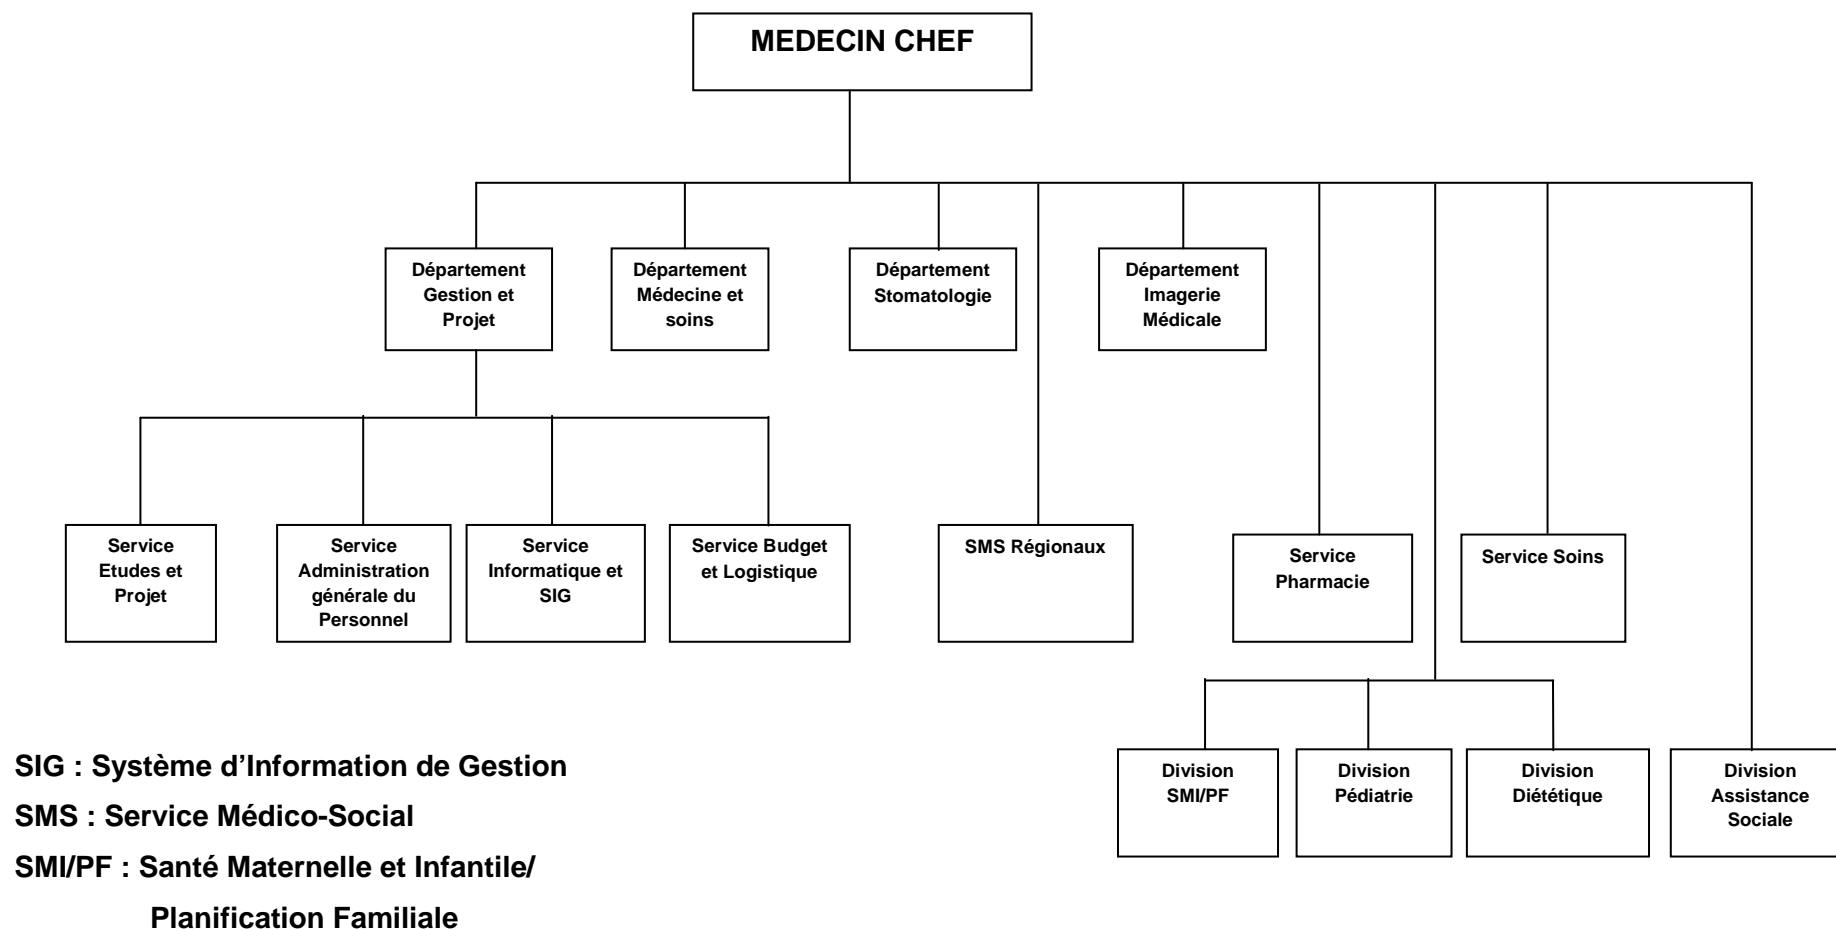 MEDECIN CHEF
Département
Gestion et
Projet
Département
Médecine et
soins
Département
Stomatologie
Département
Imagerie
Médicale
Service
Etudes et
Projet
Service
Administration
générale du
Personnel
Service
Informatique et
SIG
Service Budget
et Logistique
SMS Régionaux
Service
Pharmacie
Service Soins
Division
SMI/PF
Division
Pédiatrie
Division
Diététique
Division
Assistance
Sociale
SIG : Système d’Information de Gestion
SMS : Service Médico-Social
SMI/PF : Santé Maternelle et Infantile/
Planification Familiale